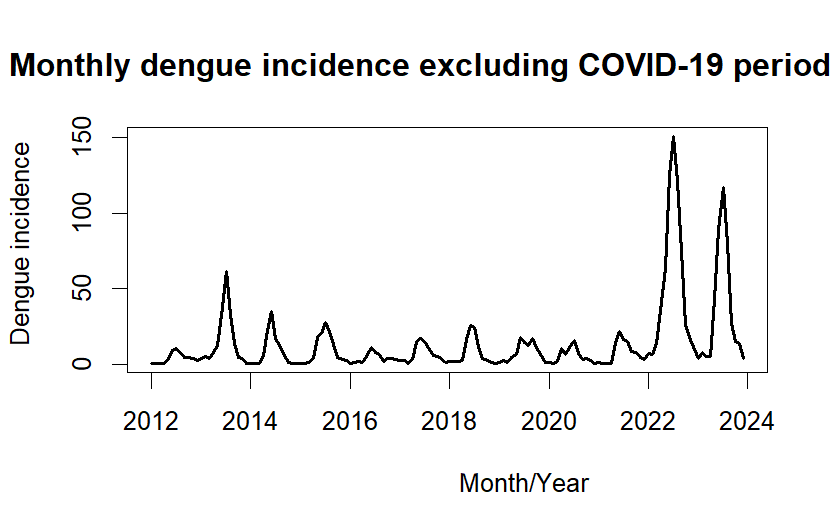 Monthly dengue incidence excluding COVID-19 period
Dengue incidence
150
100
50
0
2012 2014 2016 2018 2020 2022 2024
Month/Year